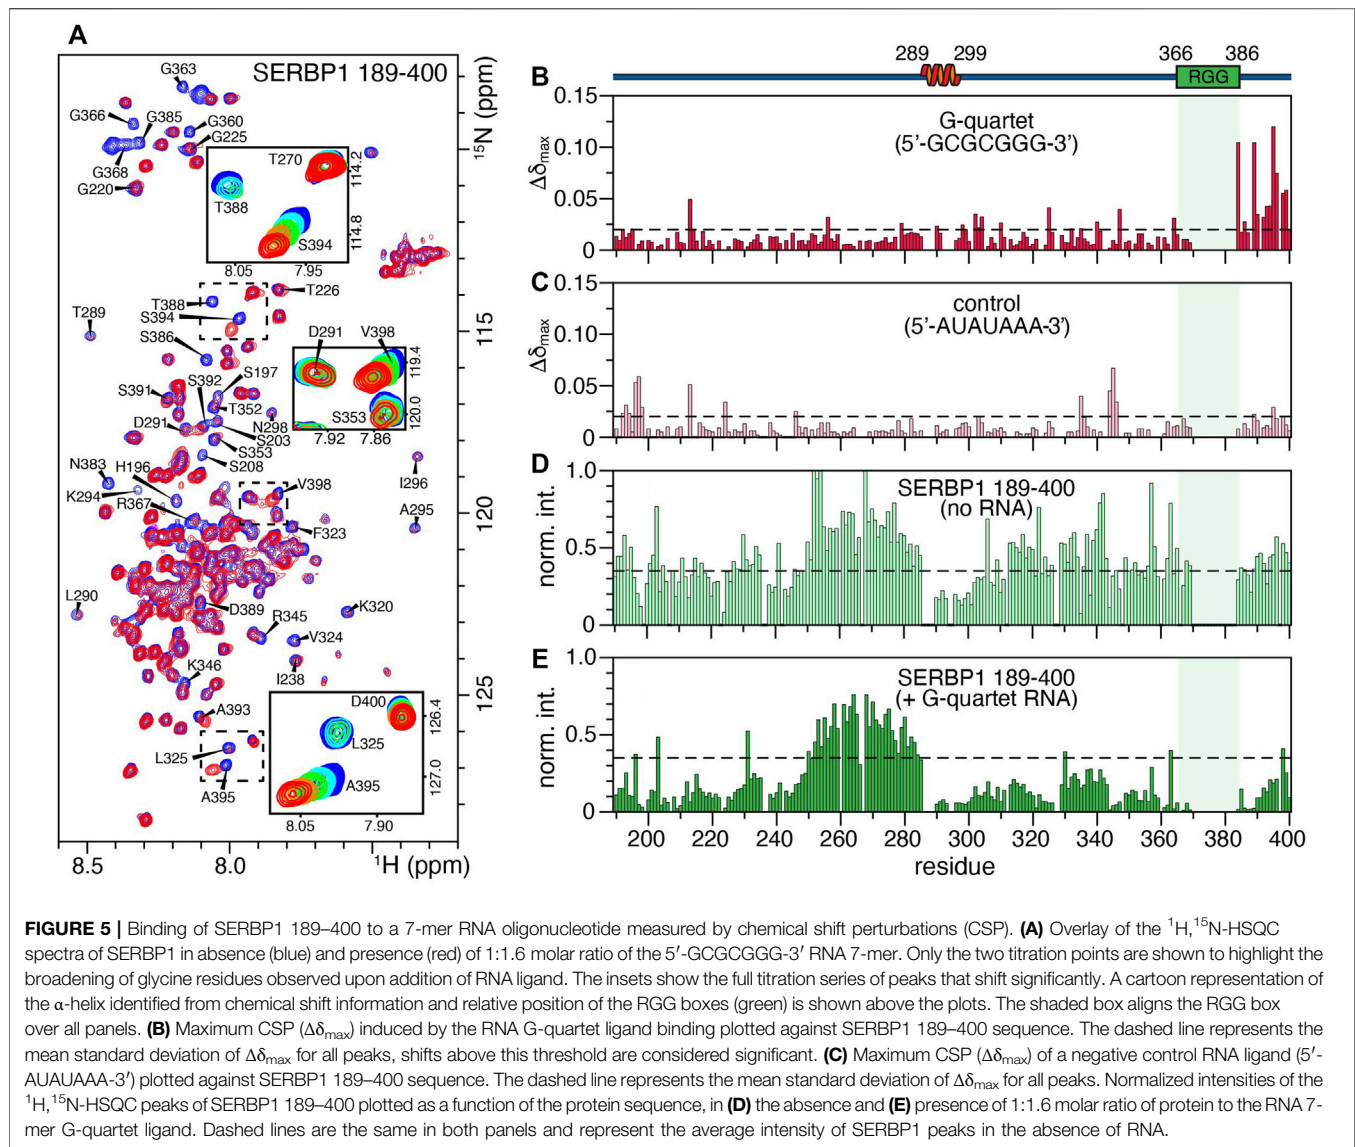 A
SERBP1 189-400
G363
G366
G385
G360
G225
G368
G220
T270
T388
S394
114.2
114.8
8.05
7.95
T388
S394
T226
T289
S386
D291
V398
119.4
120.0
S353
7.92
7.86
S392
S197
S391
T352
D291
N298
S203
S353
S208
N383
H196
K294
R367
V398
I296
A295
F323
L290
D389
K320
R345
V324
K346
I238
A393
L325
A395
D400
L325
A395
126.4
127.0
8.05
7.90
15N (ppm)
115
120
125
8.5
8.0
1H (ppm)
289 299 366 386
RGG
B
0.15
0.10
0.05
0
Δδmax
G-quartet
(5'-GCGCGGG-3')
C
0.15
0.10
0.05
0
Δδmax
control
(5'-AUAUAAA-3')
D
1.0
0.5
0
norm. int.
SERBP1 189-400
(no RNA)
E
1.0
0.5
0
norm. int.
SERBP1 189-400
(+ G-quartet RNA)
200 220 240 260 280 300 320 340 360 380 400
residue
FIGURE 5 | Binding of SERBP1 189–400 to a 7-mer RNA oligonucleotide measured by chemical shift perturbations (CSP). (A) Overlay of the 1H,15N-HSQC
spectra of SERBP1 in absence (blue) and presence (red) of 1:1.6 molar ratio of the 5′-GCGCGGG-3′ RNA 7-mer. Only the two titration points are shown to highlight the
broadening of glycine residues observed upon addition of RNA ligand. The insets show the full titration series of peaks that shift significantly. A cartoon representation of
the α-helix identified from chemical shift information and relative position of the RGG boxes (green) is shown above the plots. The shaded box aligns the RGG box
over all panels. (B) Maximum CSP (Δδmax) induced by the RNA G-quartet ligand binding plotted against SERBP1 189–400 sequence. The dashed line represents the
mean standard deviation of Δδmax for all peaks, shifts above this threshold are considered significant. (C) Maximum CSP (Δδmax) of a negative control RNA ligand (5′-
AUAUAAA-3′) plotted against SERBP1 189–400 sequence. The dashed line represents the mean standard deviation of Δδmax for all peaks. Normalized intensities of the
1H,15N-HSQC peaks of SERBP1 189–400 plotted as a function of the protein sequence, in (D) the absence and (E) presence of 1:1.6 molar ratio of protein to the RNA 7-
mer G-quartet ligand. Dashed lines are the same in both panels and represent the average intensity of SERBP1 peaks in the absence of RNA.